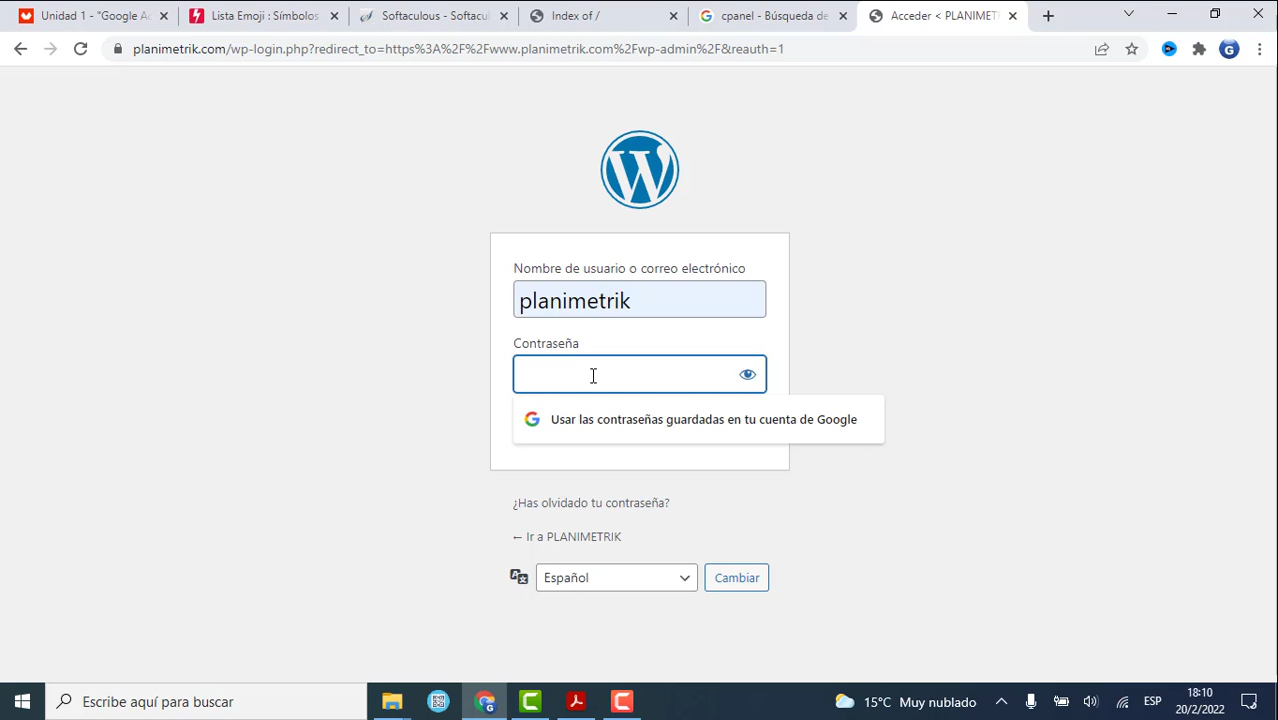 Unidad 1 - "Google Ac
Lista Emoji : Símbolos
Softaculous - Softacu
Index of /
cpanel - Búsqueda de
Acceder < PLANIMETR
planimetrik.com/wp-login.php?redirect_to=https%3A%2F%2Fwww.planimetrik.com%2Fwp-admin%2F&reauth=1
Nombre de usuario o correo electrónico
planimetrik
Contraseña
Usar las contraseñas guardadas en tu cuenta de Google
¿Has olvidado tu contraseña?
← Ir a PLANIMETRIK
Español
Cambiar
Escribe aquí para buscar
15°C Muy nublado
ESP
18:10
20/2/2022